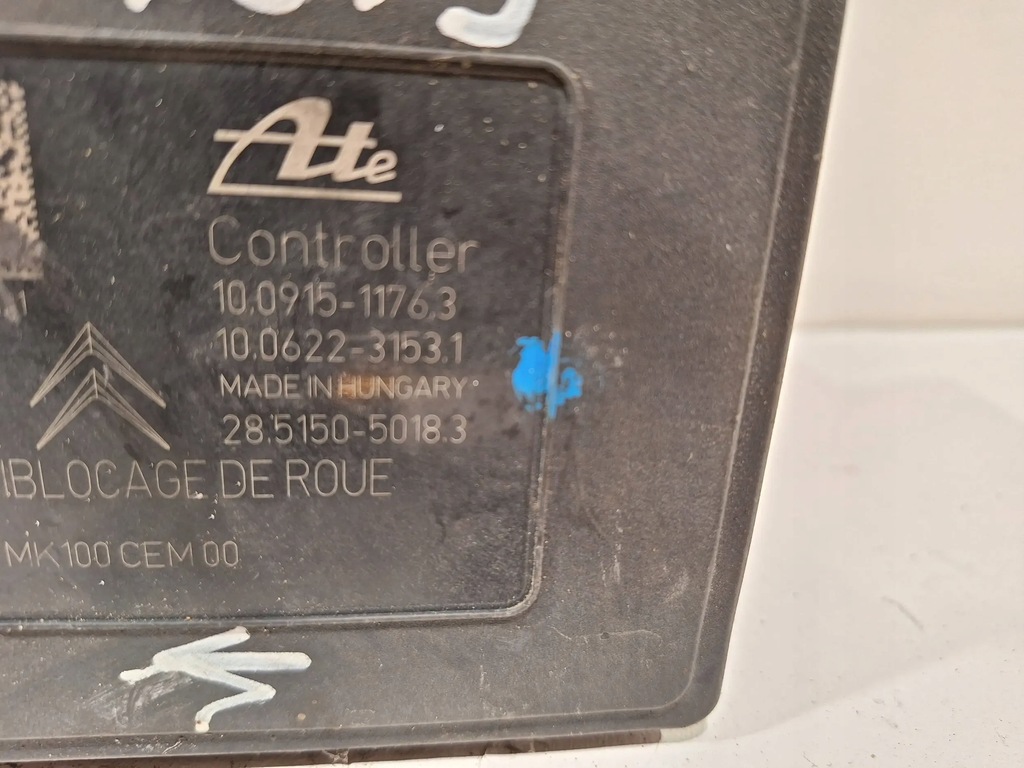 Ate
Controller
10.0915-1176.3
10.0622-3153.1
MADE IN HUNGARY
28.5150-5018.3
IBLOCAGE DE ROUE
MK100 CEM 00